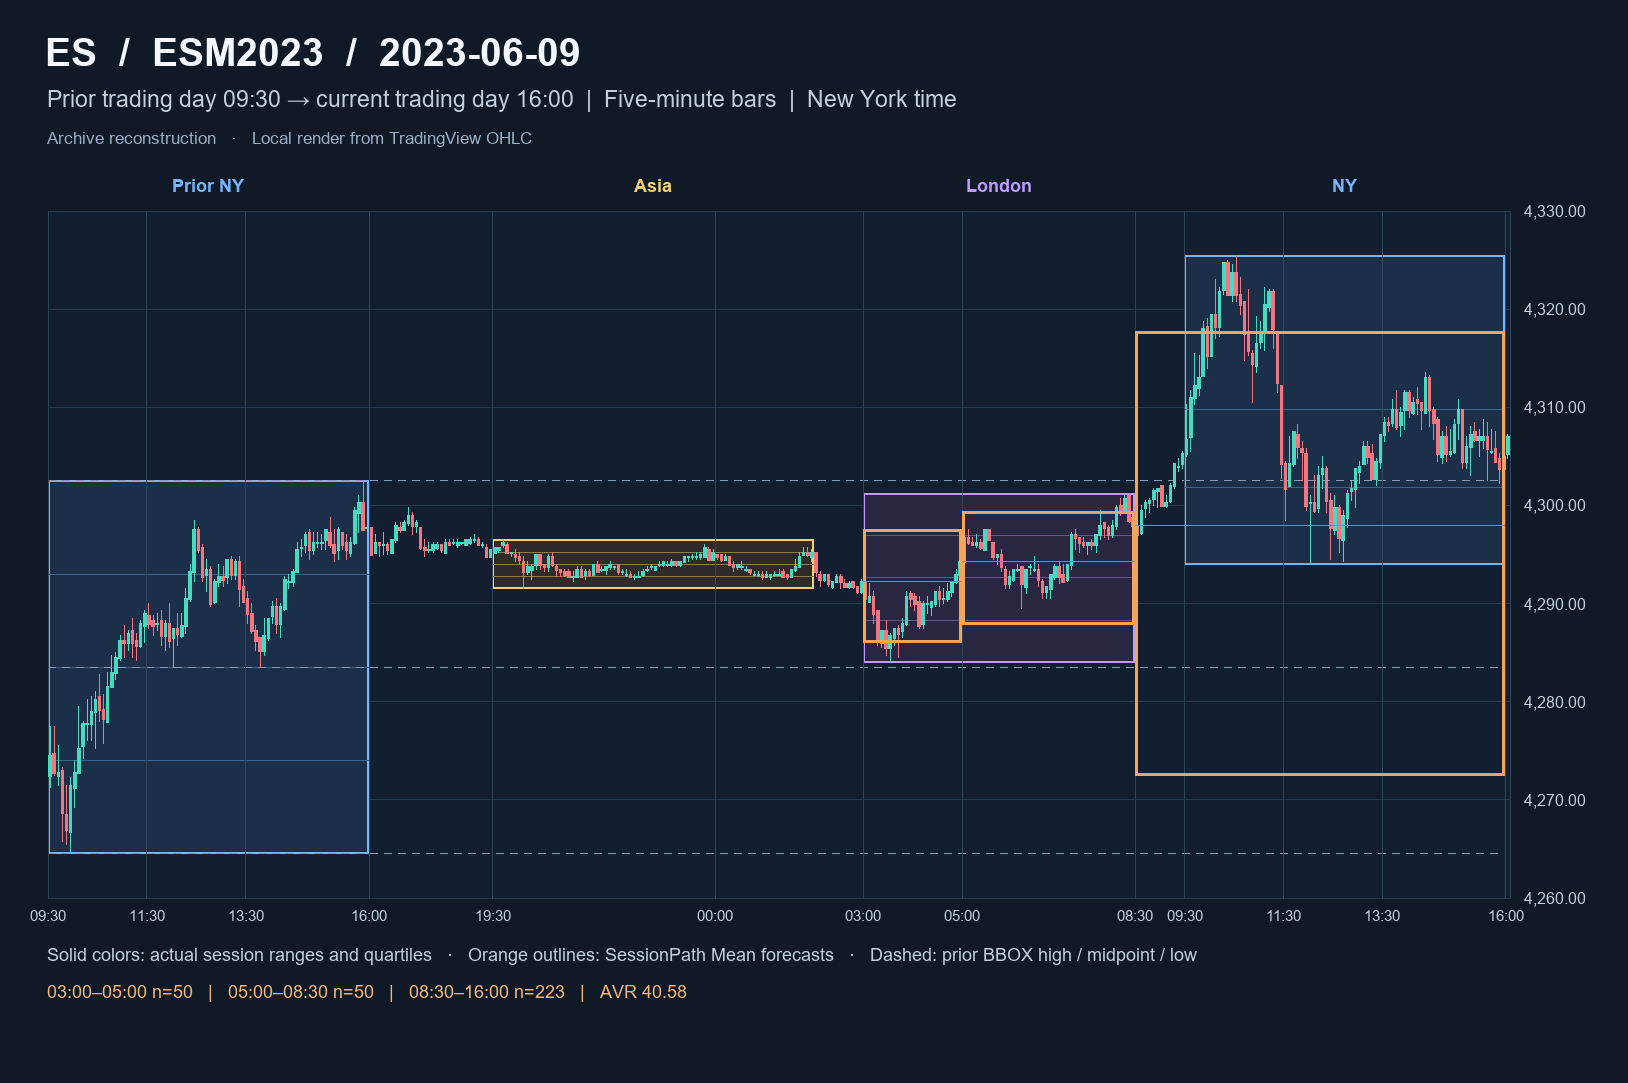 ES / ESM2023 / 2023-06-09
Prior trading day 09:30 → current trading day 16:00 | Five-minute bars | New York time
Archive reconstruction · Local render from TradingView OHLC
Prior NY Asia London NY
4,330.00
4,320.00
4,310.00
4,300.00
4,290.00
4,280.00
4,270.00
4,260.00
09:30 11:30 13:30 16:00 19:30 00:00 03:00 05:00 08:30 09:30 11:30 13:30 16:00
Solid colors: actual session ranges and quartiles · Orange outlines: SessionPath Mean forecasts · Dashed: prior BBOX high / midpoint / low
03:00–05:00 n=50 | 05:00–08:30 n=50 | 08:30–16:00 n=223 | AVR 40.58